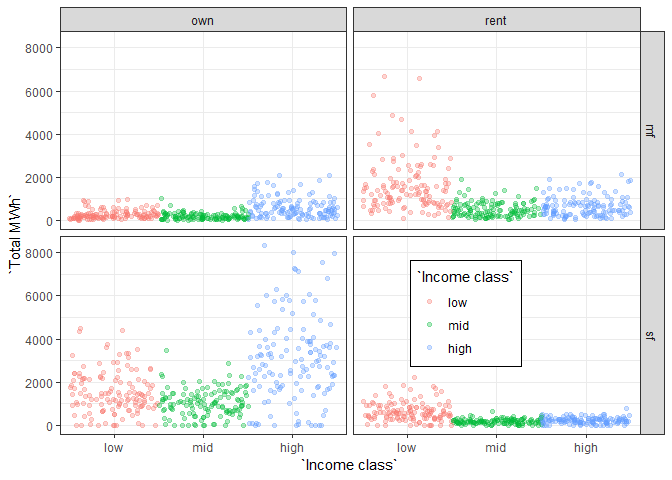 own
rent
8000
6000
4000
2000
0
mf
`Total MWh`
8000
6000
4000
2000
0
sf
`Income class`
low
mid
high
low
mid
high
low
mid
high
`Income class`